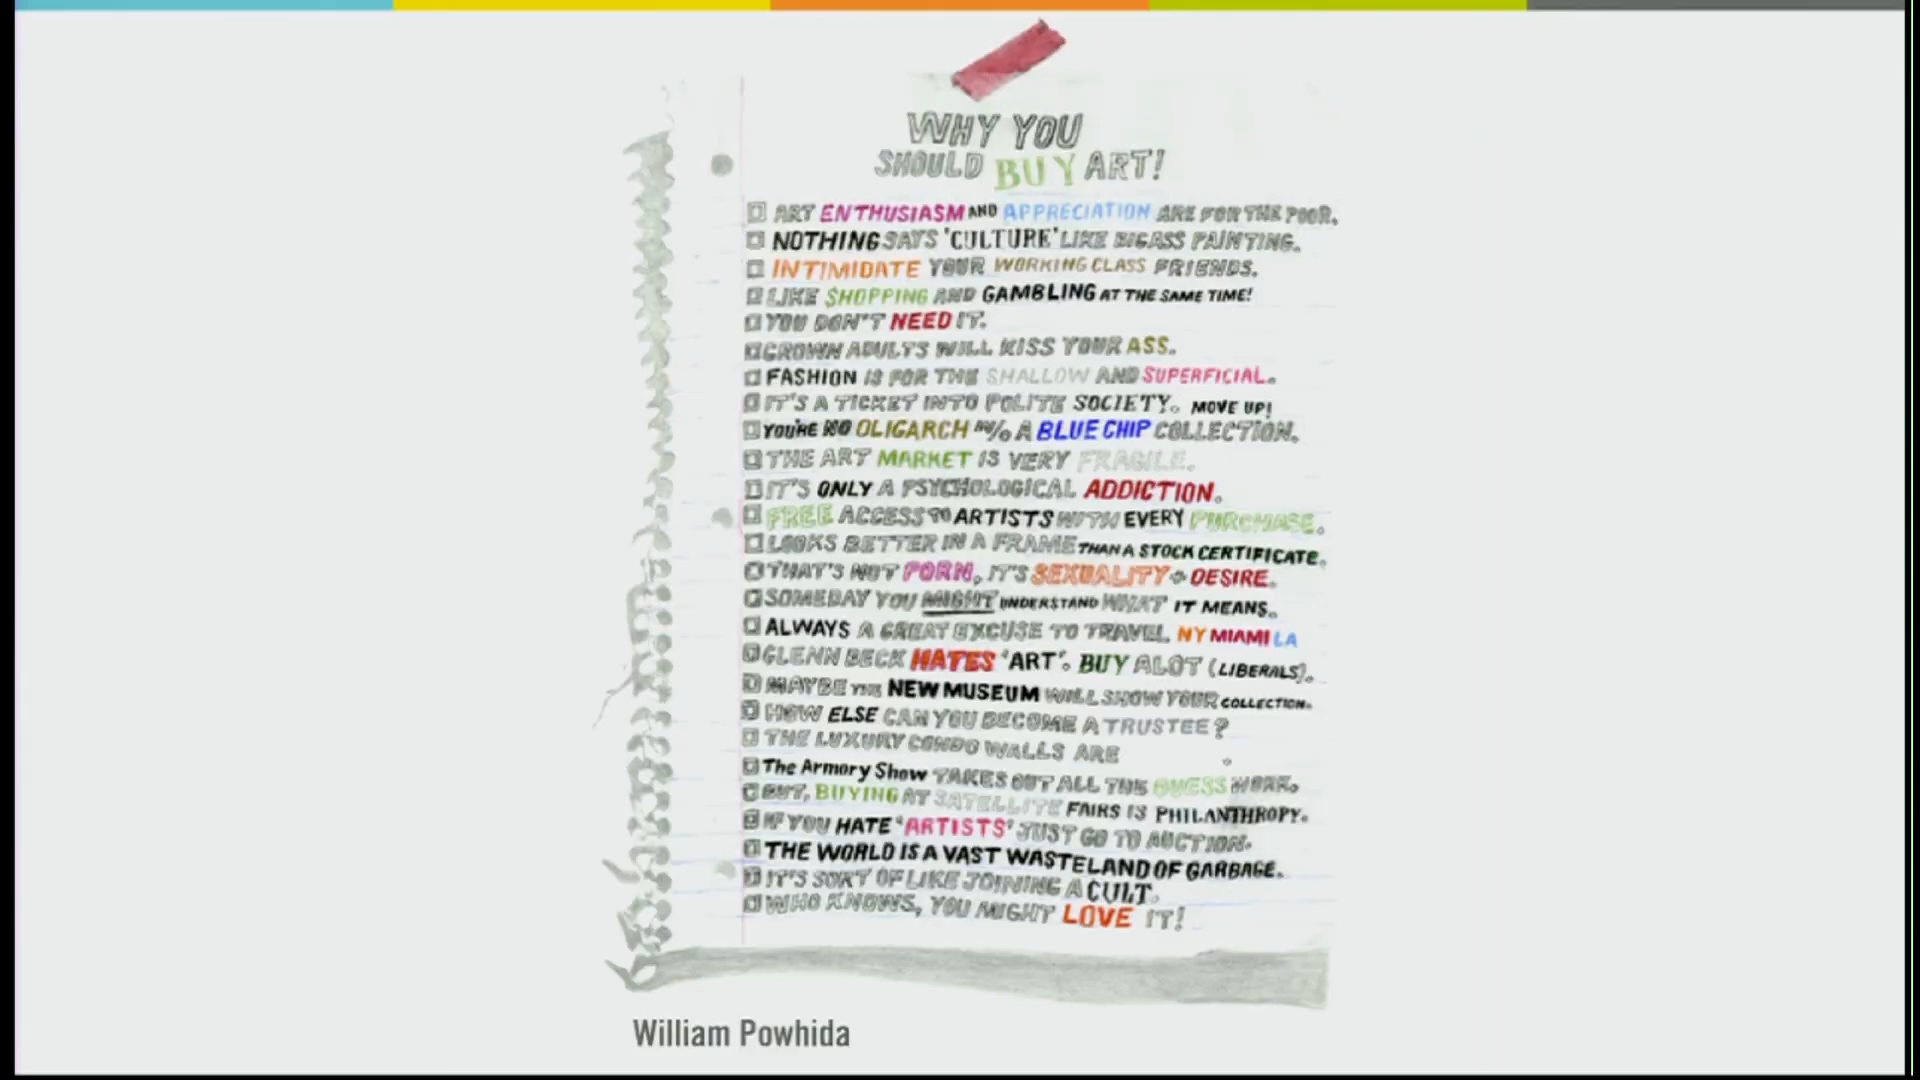 WHY YOU
SHOULD BUY ART!
ART ENTHUSIASM AND APPRECIATION ARE FOR THE POOR.
NOTHING SAYS 'CULTURE' LIKE BIG ASS PAINTING.
INTIMIDATE YOUR WORKING CLASS FRIENDS.
LIKE $HOPPING AND GAMBLING AT THE SAME TIME!
YOU DON'T NEED IT.
GROWN ADULTS WILL KISS YOUR ASS.
FASHION IS FOR THE SHALLOW AND SUPERFICIAL.
IT'S A TICKET INTO POLITE SOCIETY. MOVE UP!
YOU'RE NO OLIGARCH W/O A BLUE CHIP COLLECTION.
THE ART MARKET IS VERY FRAGILE.
IT'S ONLY A PSYCHOLOGICAL ADDICTION.
FREE ACCESS TO ARTISTS WITH EVERY PURCHASE.
LOOKS BETTER IN A FRAME THAN A STOCK CERTIFICATE.
THAT'S NOT PORN, IT'S SEXUALITY + DESIRE.
SOMEDAY YOU MIGHT UNDERSTAND WHAT IT MEANS.
ALWAYS A GREAT EXCUSE TO TRAVEL NY MIAMI LA
GLENN BECK HATES 'ART'. BUY ALOT (LIBERALS).
MAYBE THE NEW MUSEUM WILL SHOW YOUR COLLECTION.
HOW ELSE CAN YOU BECOME A TRUSTEE?
THE LUXURY CONDO WALLS ARE .
The Armory Show TAKES OUT ALL THE GUESS WORK.
BUT, BUYING AT SATELLITE FAIRS IS PHILANTHROPY.
IF YOU HATE 'ARTISTS' JUST GO TO AUCTION.
THE WORLD IS A VAST WASTELAND OF GARBAGE.
IT'S SORT OF LIKE JOINING A CULT.
WHO KNOWS, YOU MIGHT LOVE IT!
William Powhida